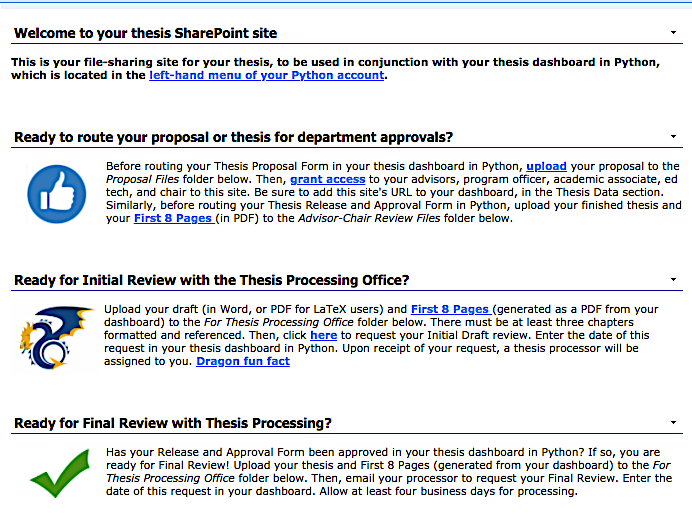 Welcome to your thesis SharePoint site
This is your file-sharing site for your thesis, to be used in conjunction with your thesis dashboard in Python,
which is located in the left-hand menu of your Python account.
Ready to route your proposal or thesis for department approvals?
Before routing your Thesis Proposal Form in your thesis dashboard in Python, upload your proposal to the
Proposal Files folder below. Then, grant access to your advisors, program officer, academic associate, ed
tech, and chair to this site. Be sure to add this site's URL to your dashboard, in the Thesis Data section.
Similarly, before routing your Thesis Release and Approval Form in Python, upload your finished thesis and
your First 8 Pages (in PDF) to the Advisor-Chair Review Files folder below.
Ready for Initial Review with the Thesis Processing Office?
Upload your draft (in Word, or PDF for LaTeX users) and First 8 Pages (generated as a PDF from your
dashboard) to the For Thesis Processing Office folder below. There must be at least three chapters
formatted and referenced. Then, click here to request your Initial Draft review. Enter the date of this
request in your thesis dashboard in Python. Upon receipt of your request, a thesis processor will be
assigned to you. Dragon fun fact
Ready for Final Review with Thesis Processing?
Has your Release and Approval Form been approved in your thesis dashboard in Python? If so, you are
ready for Final Review! Upload your thesis and First 8 Pages (generated from your dashboard) to the For
Thesis Processing Office folder below. Then, email your processor to request your Final Review. Enter the
date of this request in your dashboard. Allow at least four business days for processing.